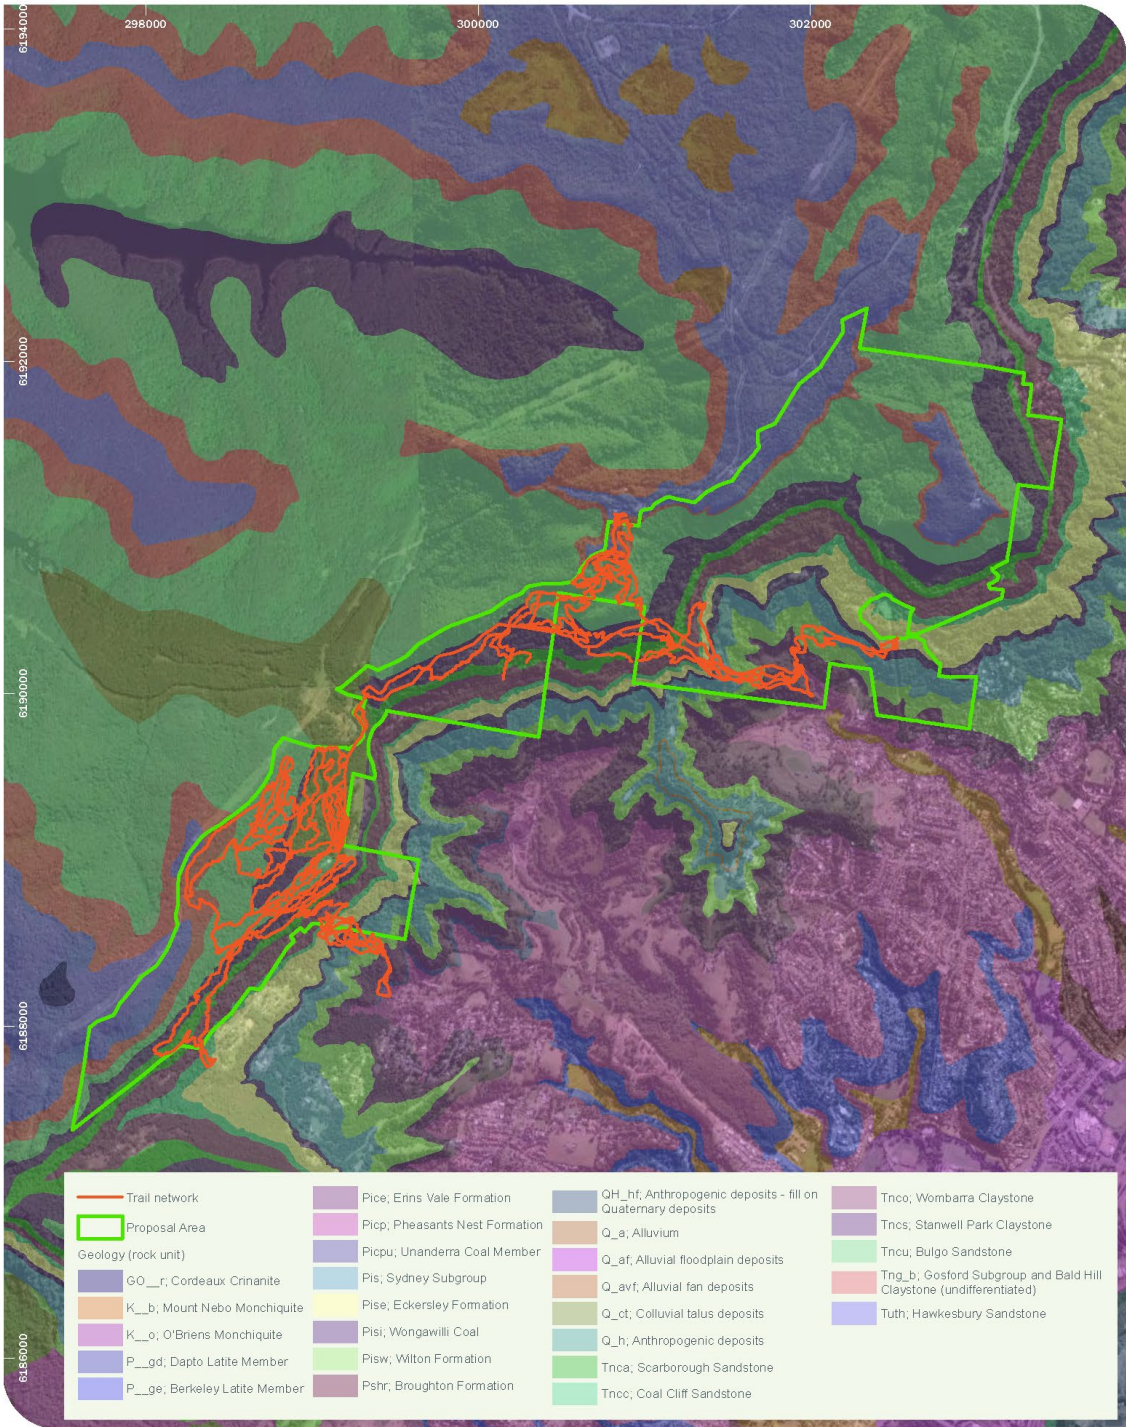 298000
300000
302000
6194000
6192000
6190000
6188000
6186000
Trail network
Proposal Area
Geology (rock unit)
GO__r; Cordeaux Crinanite
K__b; Mount Nebo Monchiquite
K__o; O'Briens Monchiquite
P__gd; Dapto Latite Member
P__ge; Berkeley Latite Member
Pice; Erins Vale Formation
Picp; Pheasants Nest Formation
Picpu; Unanderra Coal Member
Pis; Sydney Subgroup
Pise; Eckersley Formation
Pisi; Wongawilli Coal
Pisw; Wilton Formation
Pshr; Broughton Formation
QH_hf; Anthropogenic deposits - fill on
Quaternary deposits
Q_a; Alluvium
Q_af; Alluvial floodplain deposits
Q_avf; Alluvial fan deposits
Q_ct; Colluvial talus deposits
Q_h; Anthropogenic deposits
Tnca; Scarborough Sandstone
Tncc; Coal Cliff Sandstone
Tnco; Wombarra Claystone
Tncs; Stanwell Park Claystone
Tncu; Bulgo Sandstone
Tng_b; Gosford Subgroup and Bald Hill
Claystone (undifferentiated)
Tuth; Hawkesbury Sandstone